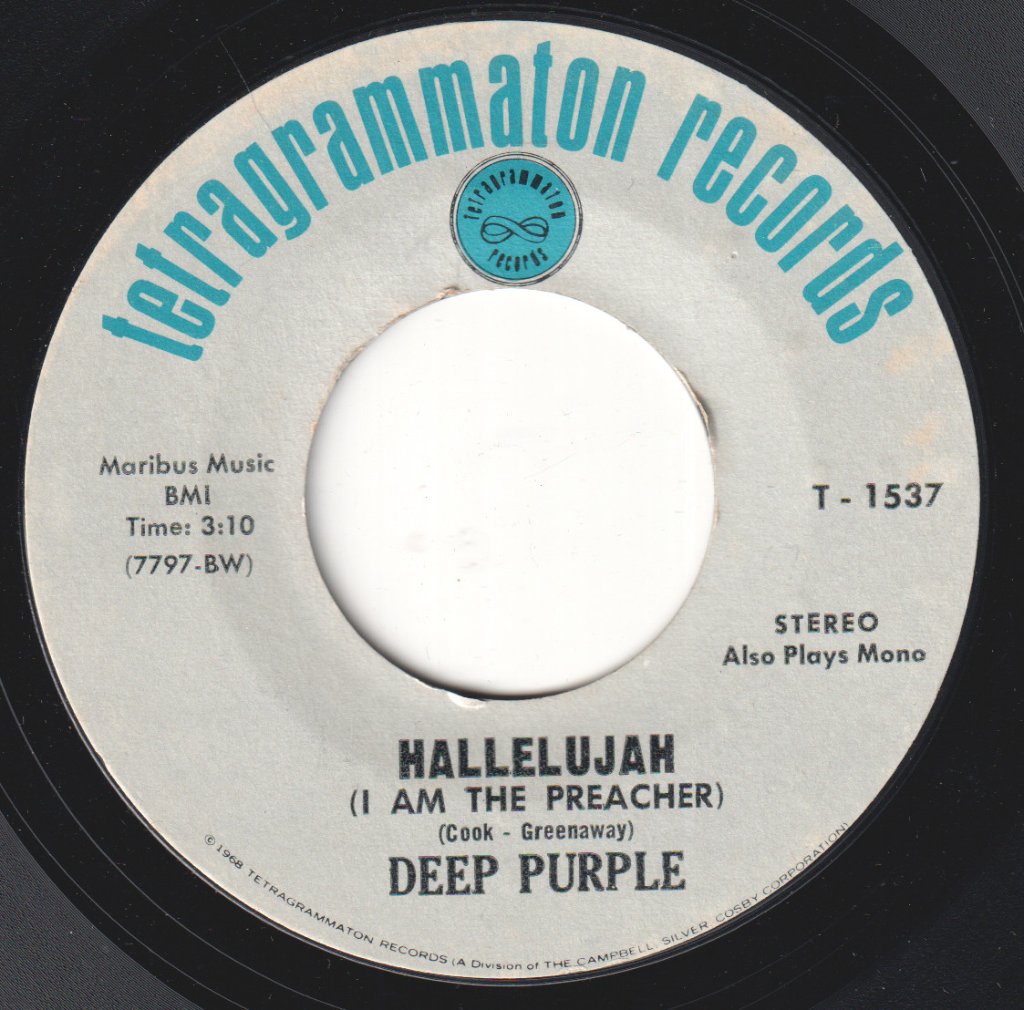 tetragrammaton records
tetragrammaton
records
Maribus Music
BMI
Time: 3:10
(7797-BW)
T - 1537
STEREO
Also Plays Mono
HALLELUJAH
(I AM THE PREACHER)
(Cook - Greenaway)
DEEP PURPLE
© 1968 TETRAGRAMMATON RECORDS (A Division of THE CAMPBELL, SILVER, COSBY CORPORATION)